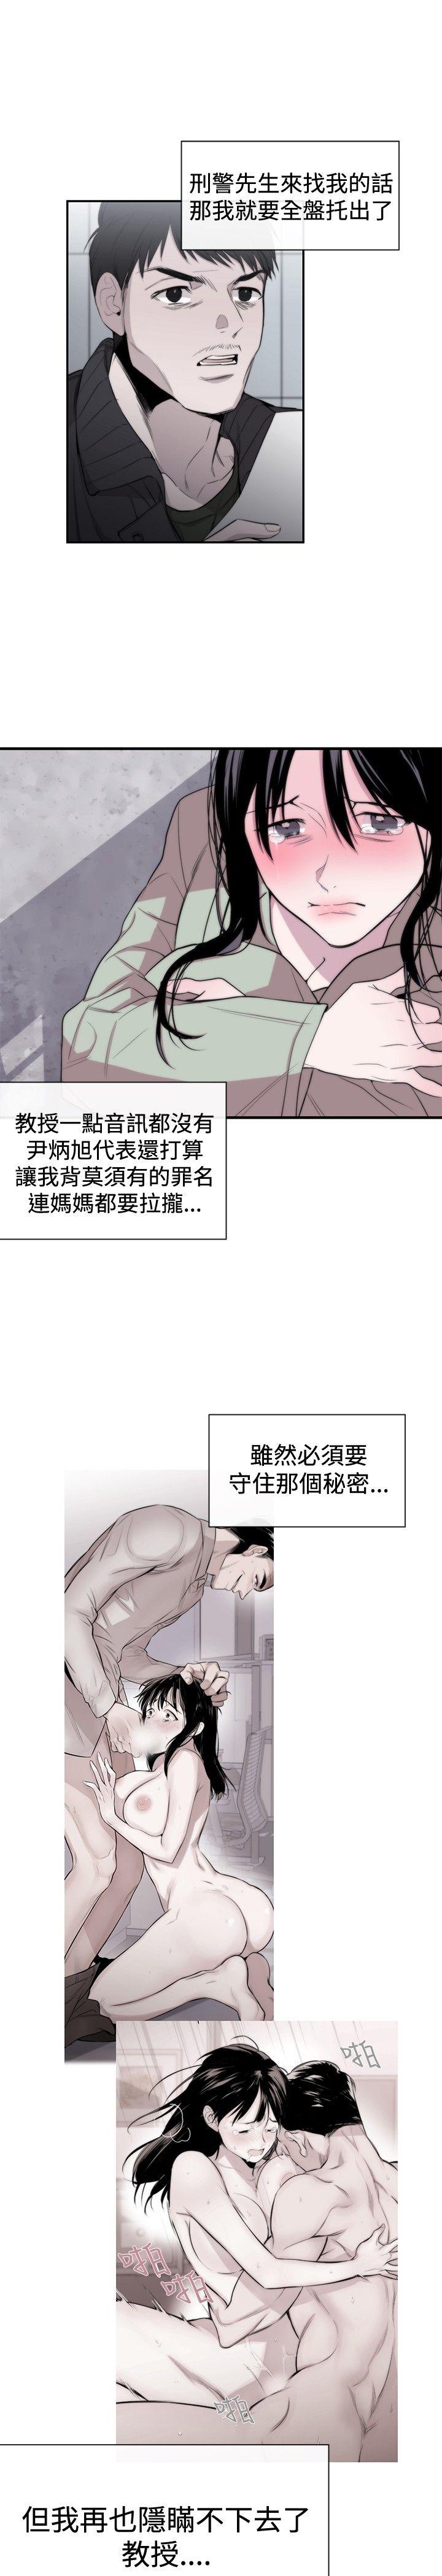 刑警先生來找我的話
那我就要全盤托出了
教授一點音訊都沒有
尹炳旭代表還打算
讓我背莫須有的罪名
連媽媽都要拉攏...
雖然必須要
守住那個秘密...
啪
啪
啪
啪
但我再也隱瞞不下去了
教授....